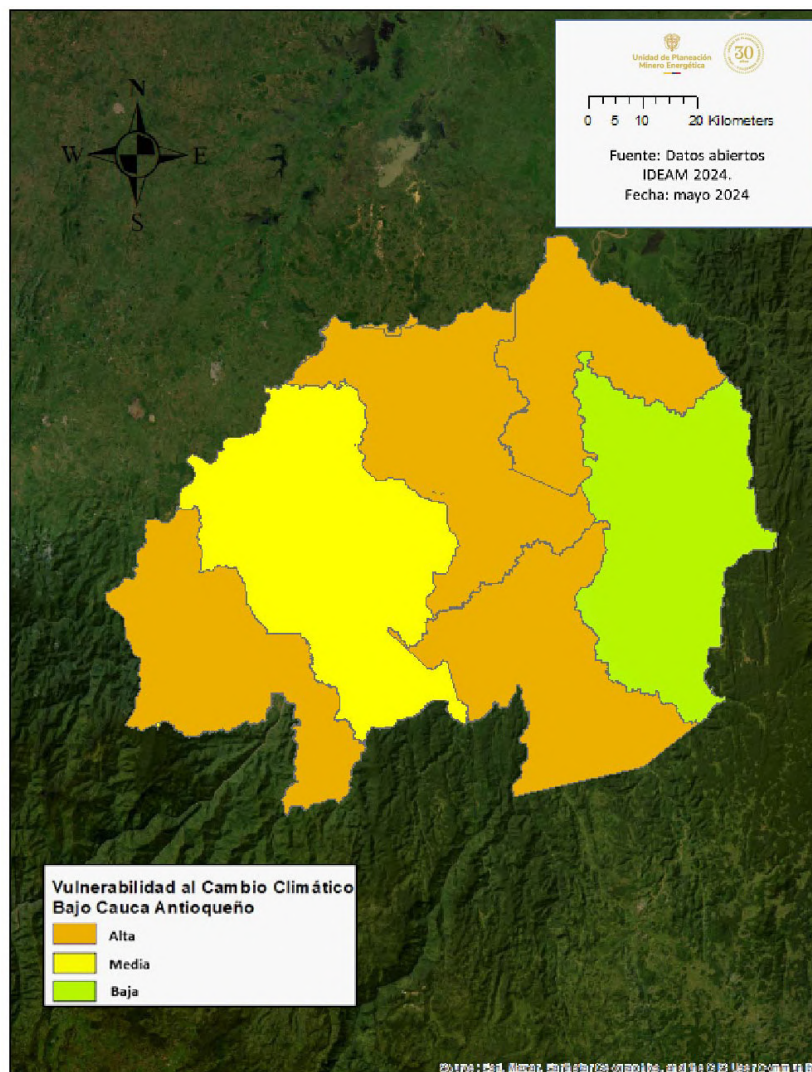 Unidad de Planeación
Minero Energética
30
0 5 10 20 Kilometers
Fuente: Datos abiertos
IDEAM 2024.
Fecha: mayo 2024
N
W E
S
Vulnerabilidad al Cambio Climático
Bajo Cauca Antioqueño
Alta
Media
Baja